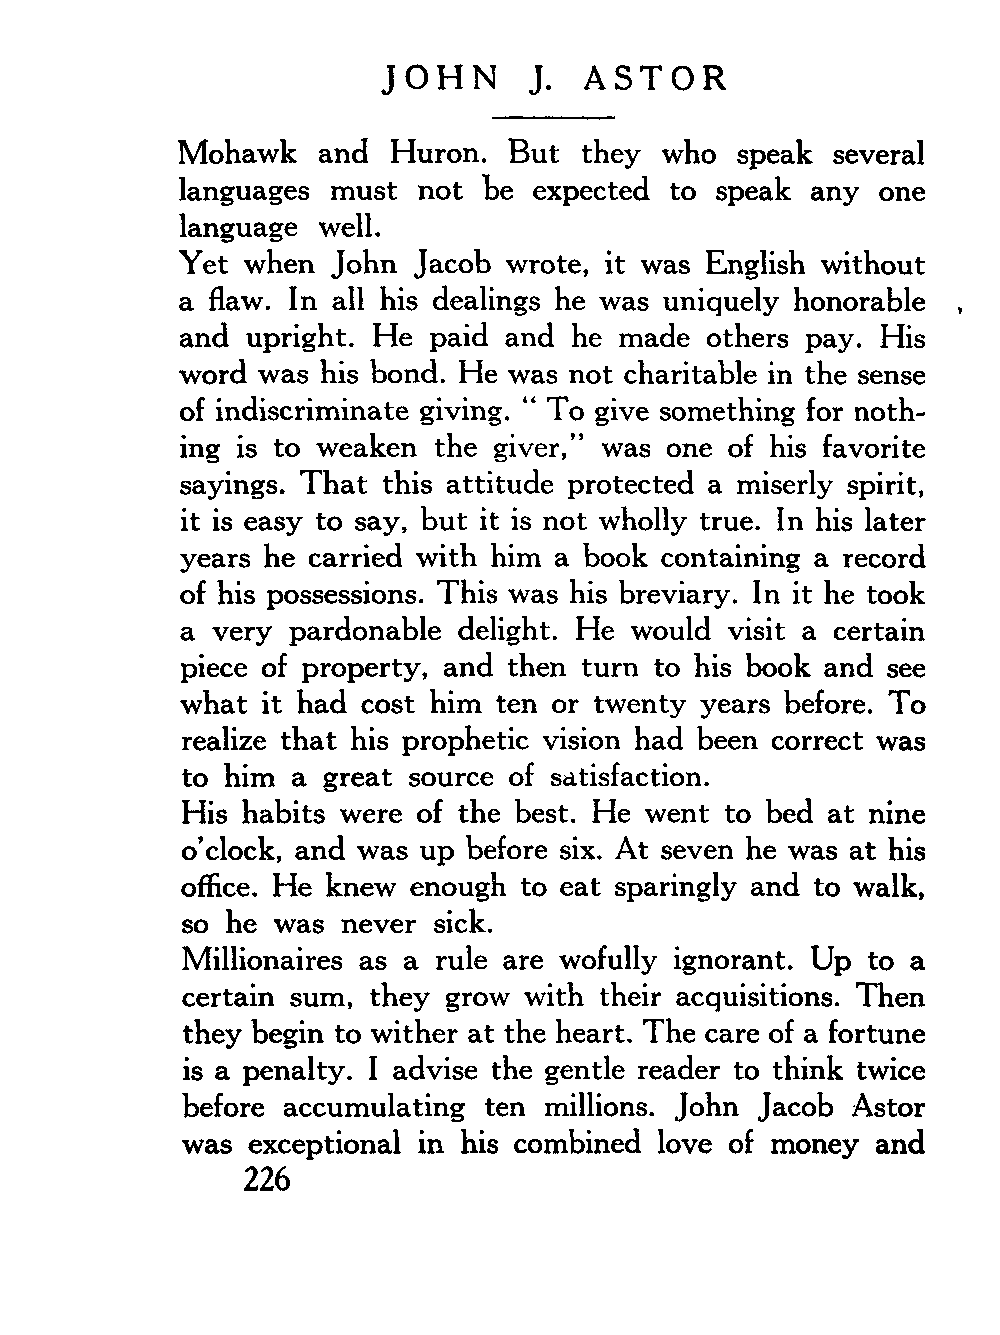 JOHN J. ASTOR
Mohawk and Huron. But they who speak several
languages must not be expected to speak any one
language well.
Yet when John Jacob wrote, it was English without
a flaw. In all his dealings he was uniquely honorable
and upright. He paid and he made others pay. His
word was his bond. He was not charitable in the sense
of indiscriminate giving. “ To give something for noth-
ing is to weaken the giver,” was one of his favorite
sayings. That this attitude protected a miserly spirit,
it is easy to say, but it is not wholly true. In his later
years he carried with him a book containing a record
of his possessions. This was his breviary. In it he took
a very pardonable delight. He would visit a certain
piece of property, and then turn to his book and see
what it had cost him ten or twenty years before. To
realize that his prophetic vision had been correct was
to him a great source of satisfaction.
His habits were of the best. He went to bed at nine
o’clock, and was up before six. At seven he was at his
office. He knew enough to eat sparingly and to walk,
so he was never sick.
Millionaires as a rule are wofully ignorant. Up to a
certain sum, they grow with their acquisitions. Then
they begin to wither at the heart. The care of a fortune
is a penalty. I advise the gentle reader to think twice
before accumulating ten millions. John Jacob Astor
was exceptional in his combined love of money and
226